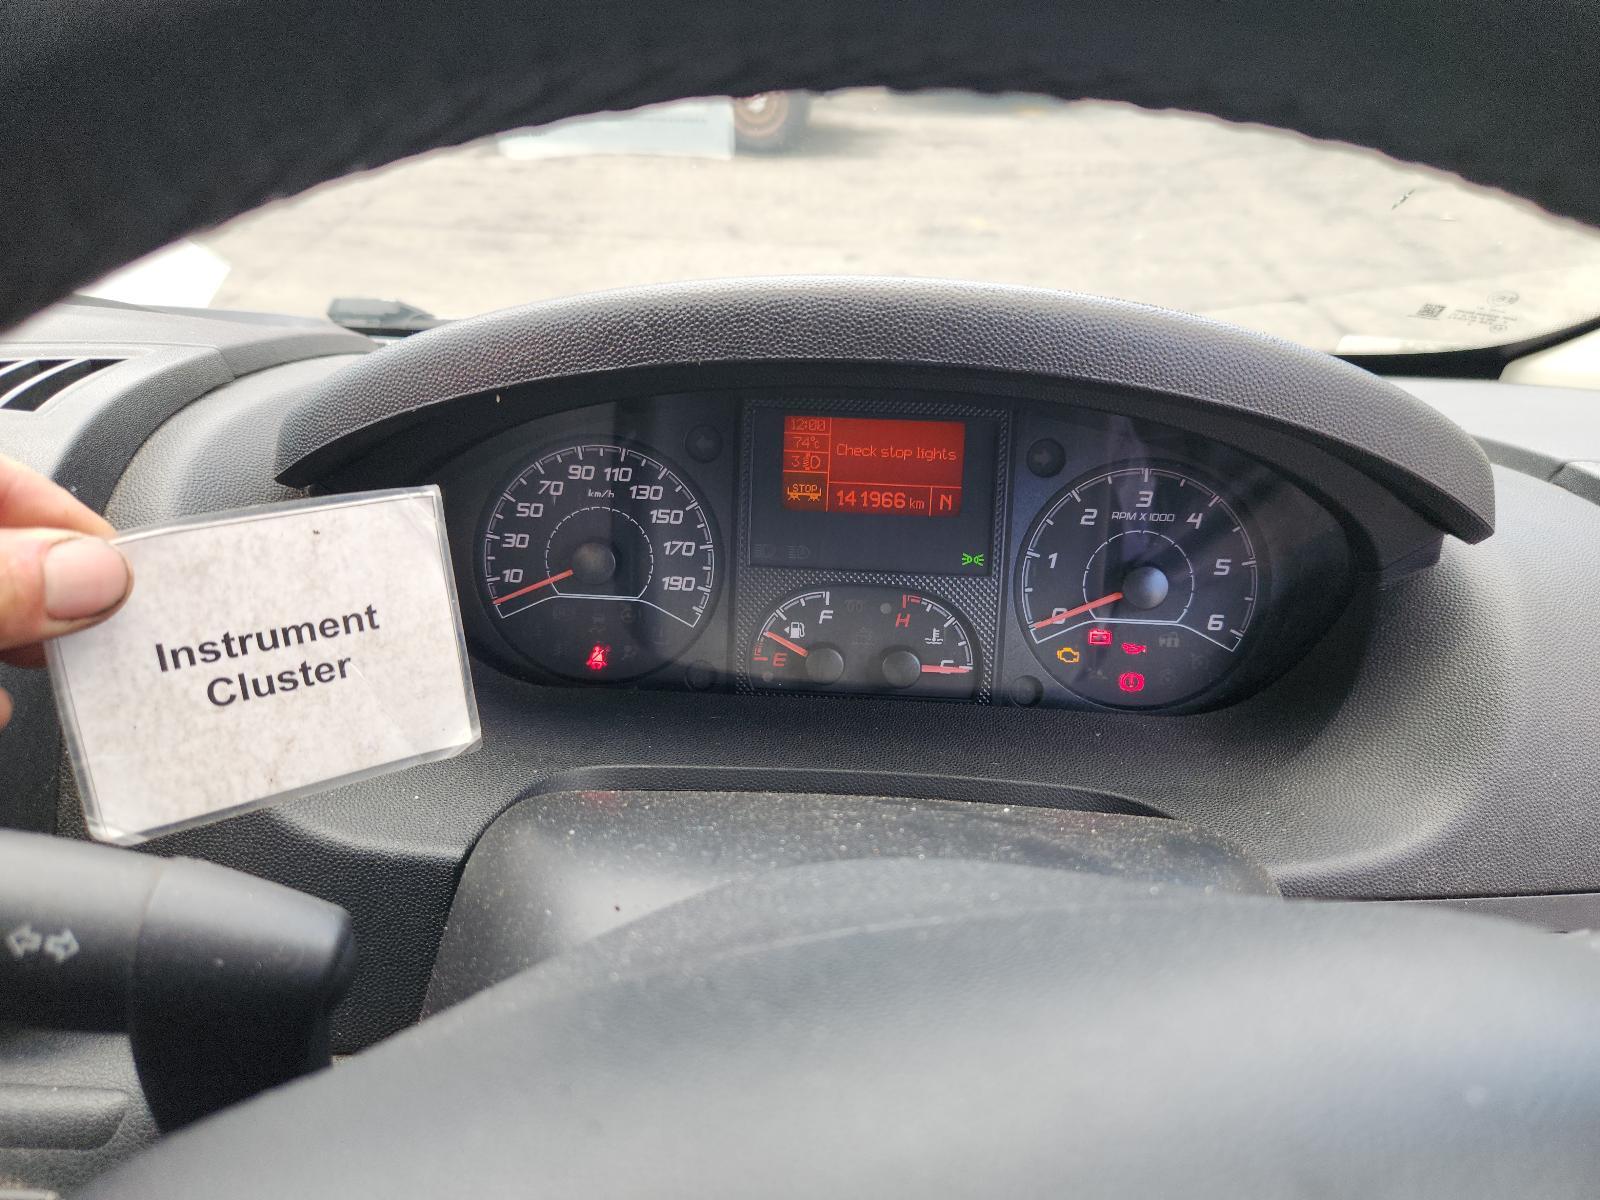 Instrument
Cluster
10
30
50
70
90
110
130
150
170
190
km/h
12:00
74°c
3
STOP
Check stop lights
141966 km
N
E
F
H
C
0
1
2
3
4
5
6
RPM X 1000